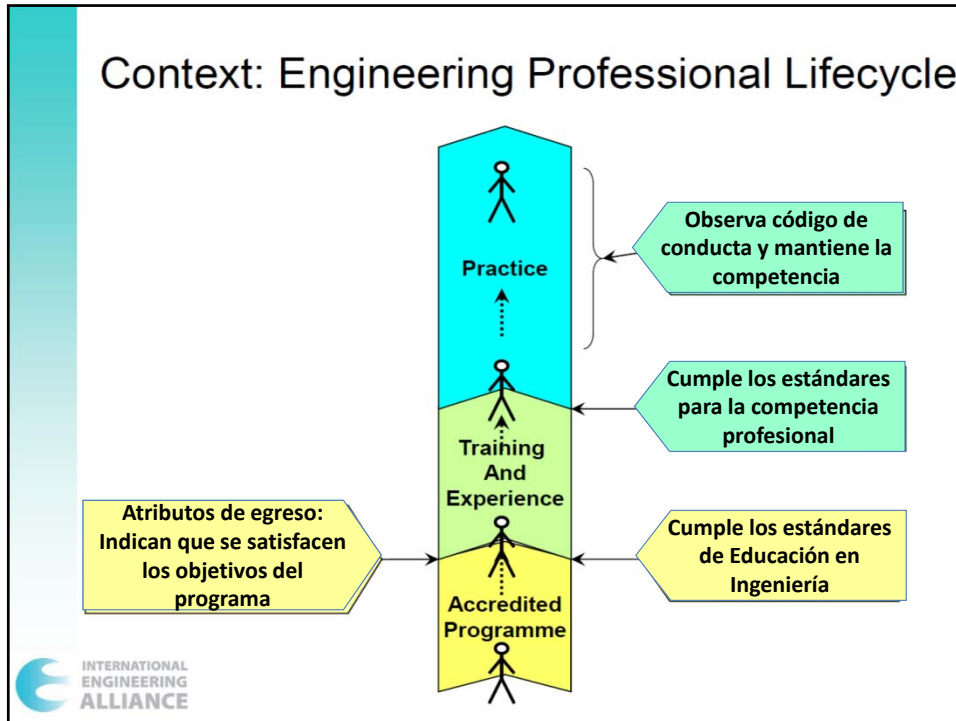 Context: Engineering Professional Lifecycle
Practice
Observa código de
conducta y mantiene la
competencia
Cumple los estándares
para la competencia
profesional
Training
And
Experience
Atributos de egreso:
Indican que se satisfacen
los objetivos del
programa
Cumple los estándares
de Educación en
Ingeniería
Accredited
Programme
INTERNATIONAL
ENGINEERING
ALLIANCE